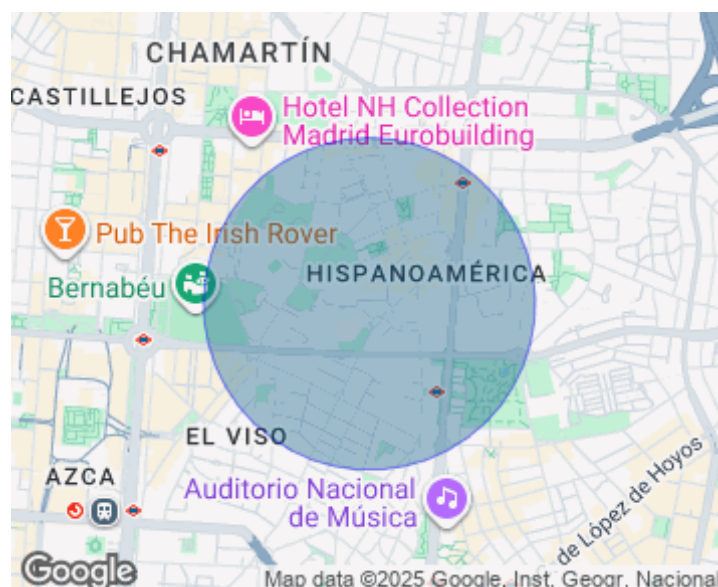 CHAMARTÍN
CASTILLEJOS
Hotel NH Collection
Madrid Eurobuilding
Pub The Irish Rover
HISPANOAMÉRICA
Bernabéu
EL VISO
AZCA
Auditorio Nacional
de Música
de López de Hoyos
Google
Map data ©2025 Google, Inst. Geogr. Nacional